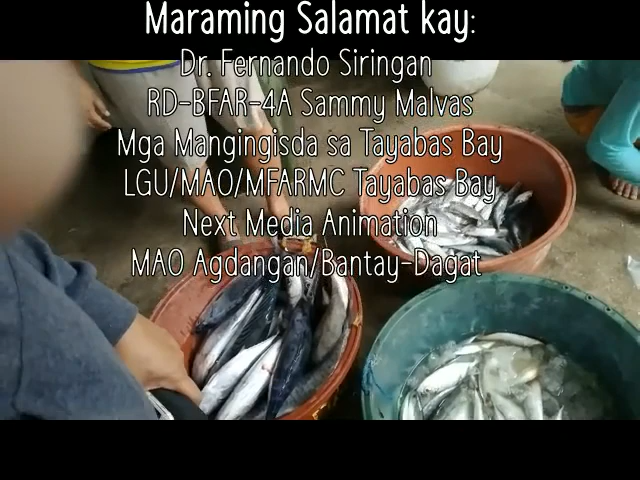 Maraming Salamat kay:
Dr. Fernando Siringan
RD-BFAR-4A Sammy Malvas
Mga Mangingisda sa Tayabas Bay
LGU/MAO/MFARMC Tayabas Bay
Next Media Animation
MAO Agdangan/Bantay-Dagat